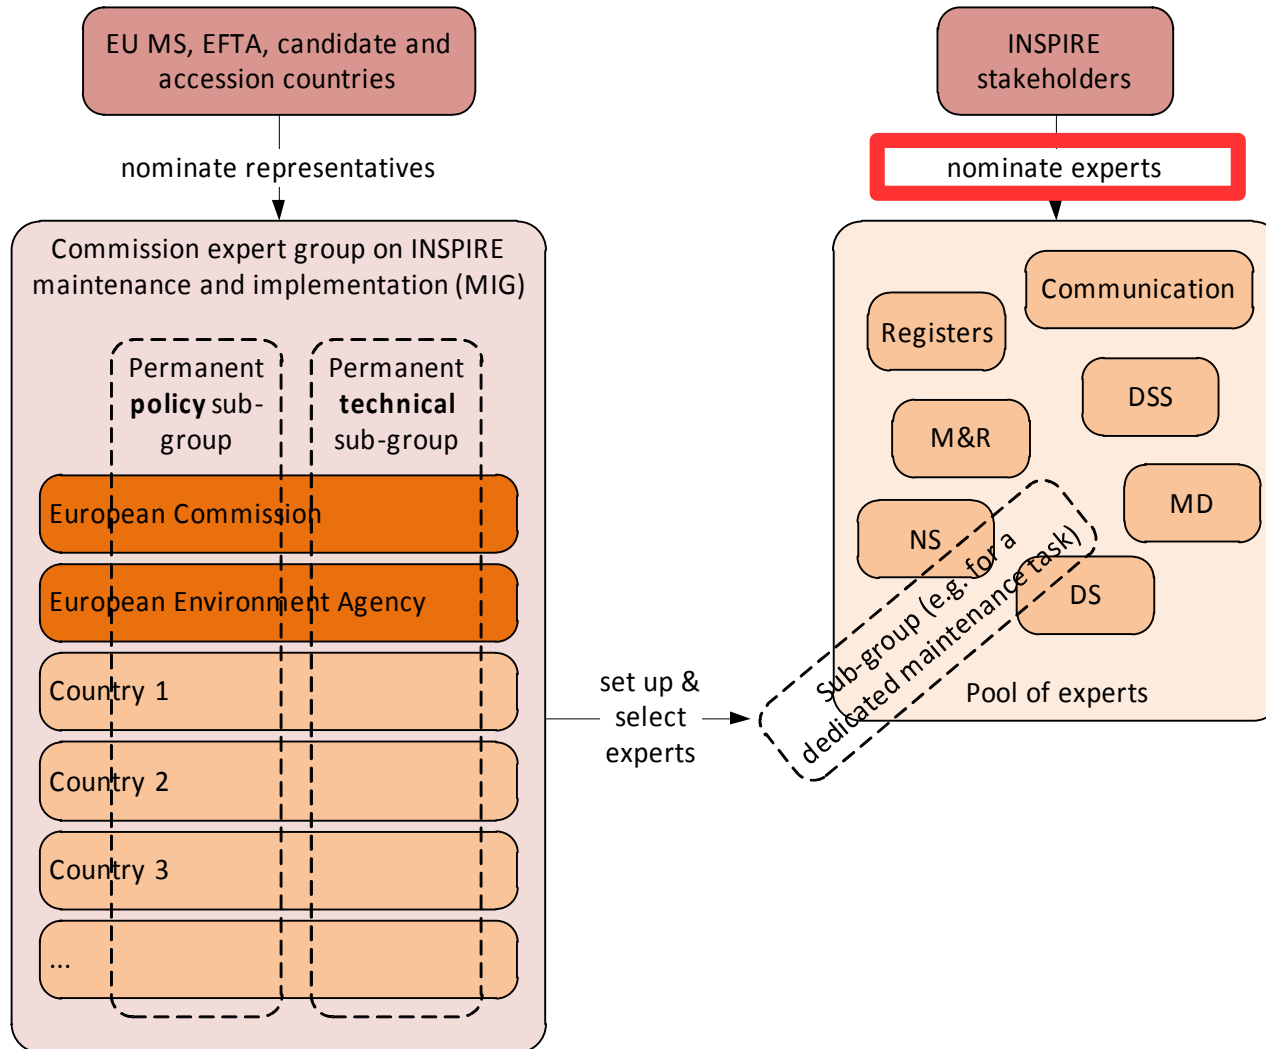 EU MS, EFTA, candidate and
accession countries
nominate representatives
Commission expert group on INSPIRE
maintenance and implementation (MIG)
Permanent
policy sub-
group
Permanent
technical
sub-group
European Commission
European Environment Agency
Country 1
Country 2
Country 3
...
set up &
select
experts
INSPIRE
stakeholders
nominate experts
Communication
Registers
DSS
M&R
MD
NS
DS
Sub-group (e.g. for a
dedicated maintenance task)
Pool of experts